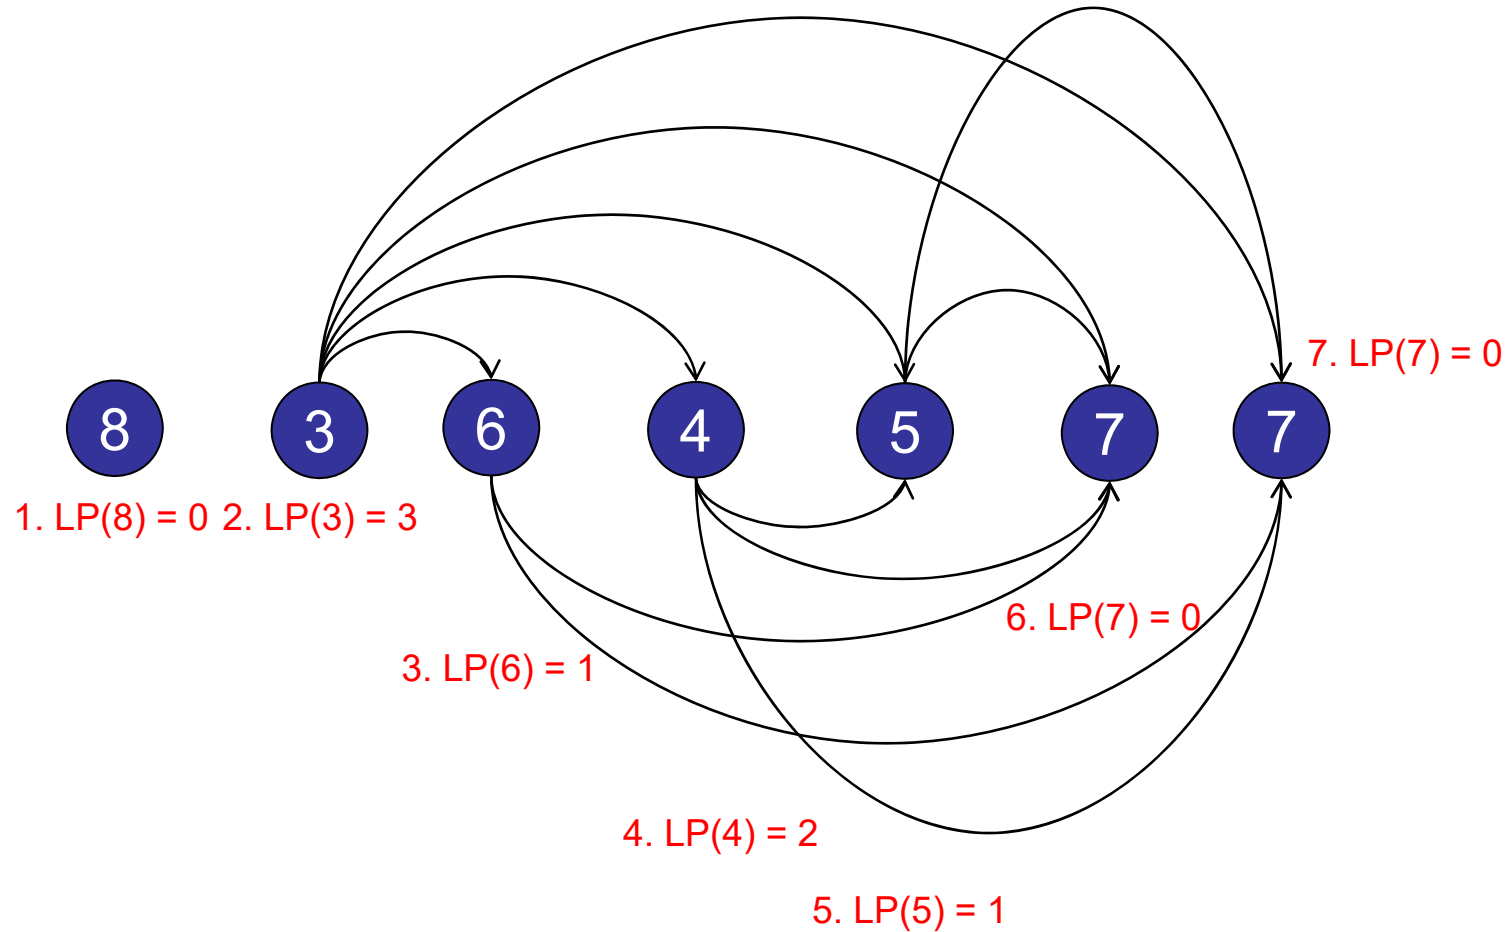 7. LP(7) = 0
8 3 6 4 5 7 7
1. LP(8) = 0 2. LP(3) = 3
6. LP(7) = 0
3. LP(6) = 1
4. LP(4) = 2
5. LP(5) = 1